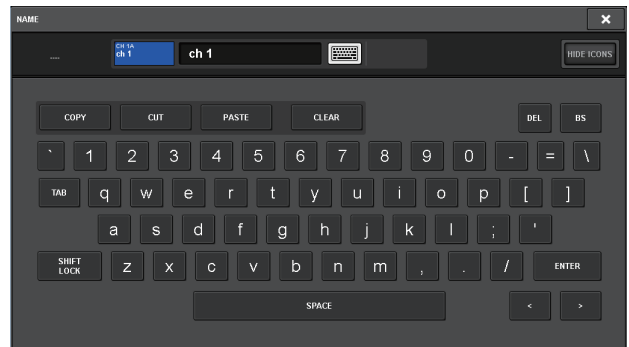 NAME ×
CH 1A
ch 1 ch 1 HIDE ICONS
----
COPY CUT PASTE CLEAR DEL BS
` 1 2 3 4 5 6 7 8 9 0 - = \
TAB q w e r t y u i o p [ ]
a s d f g h j k l ; '
SHIFT LOCK z x c v b n m , . / ENTER
SPACE < >